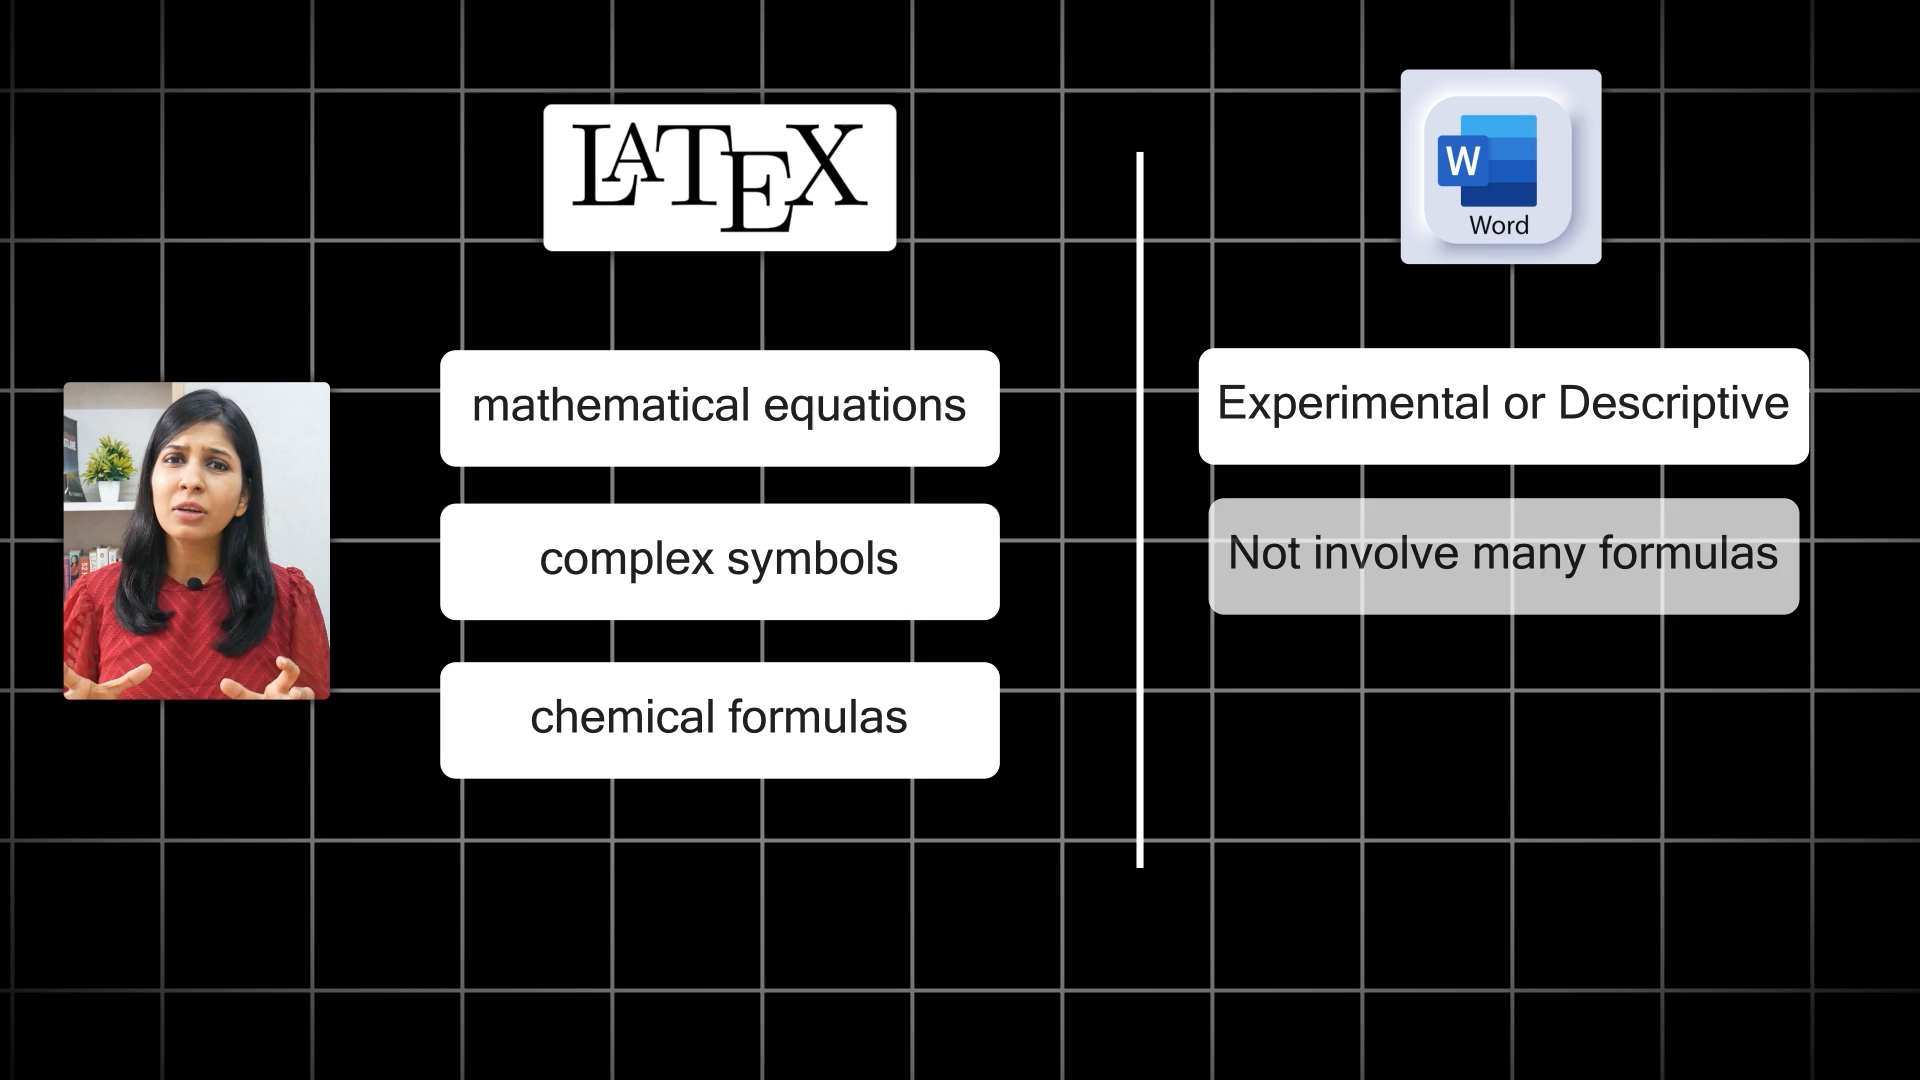 LATEX
W
Word
mathematical equations
complex symbols
chemical formulas
Experimental or Descriptive
Not involve many formulas